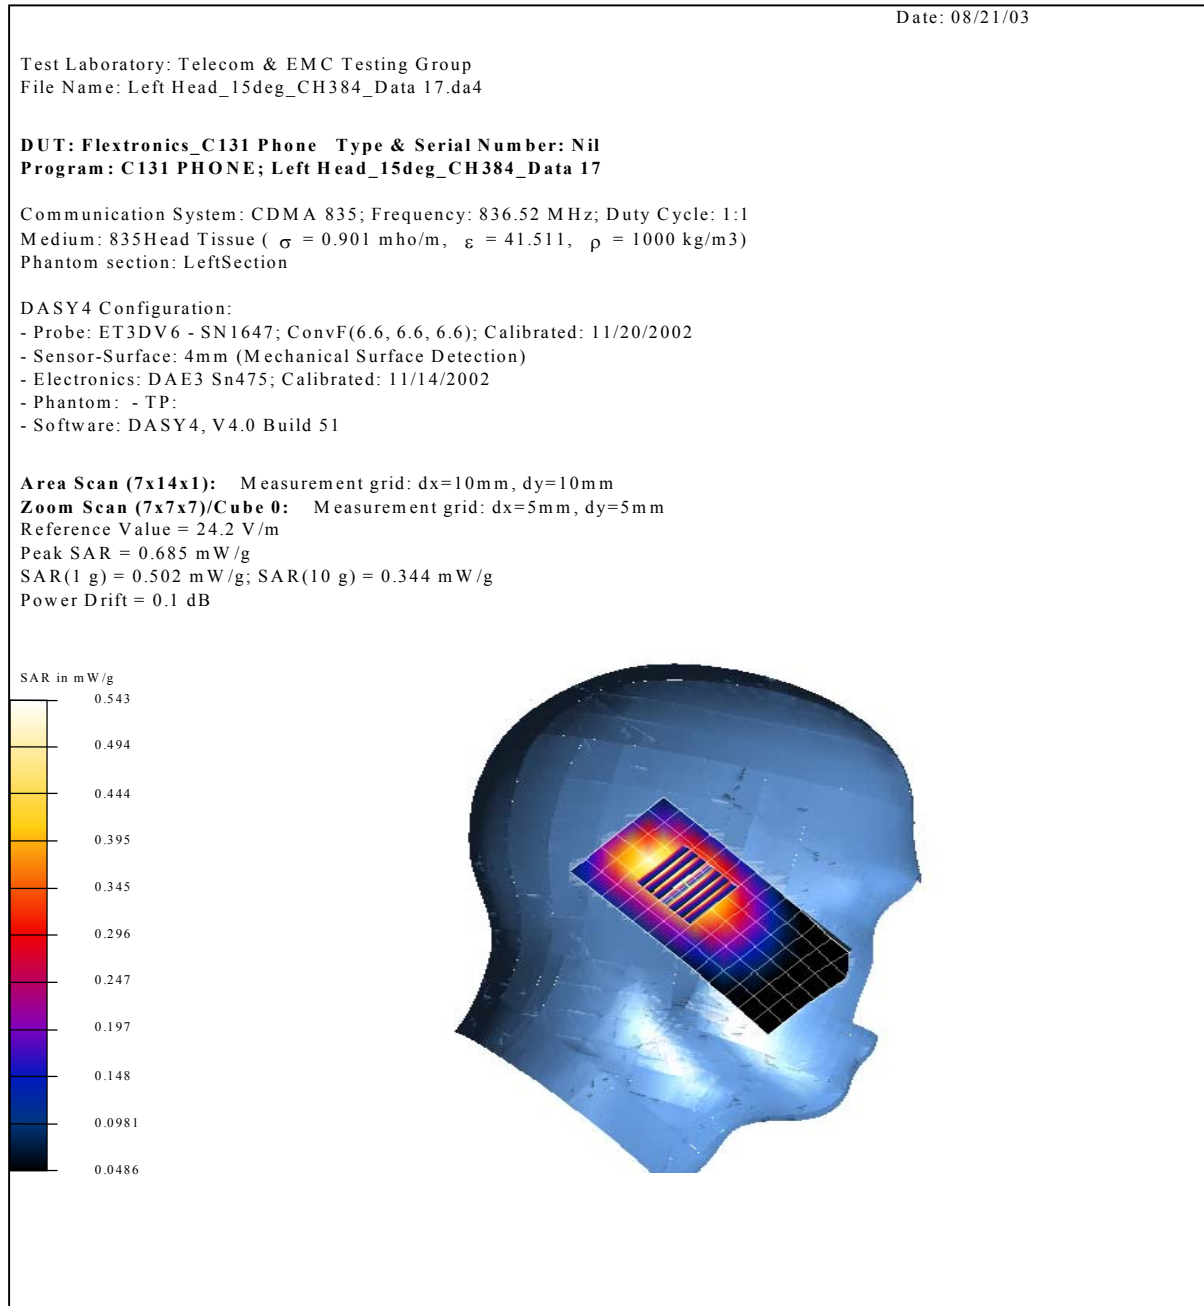 Date: 08/21/03
Test Laboratory: Telecom & EMC Testing Group
File Name: Left Head_15deg_CH384_Data 17.da4
DUT: Flextronics_C131 Phone   Type & Serial Number: Nil
Program: C131 PHONE; Left Head_15deg_CH384_Data 17
Communication System: CDMA 835; Frequency: 836.52 MHz; Duty Cycle: 1:1
Medium: 835Head Tissue ( σ = 0.901 mho/m, ε = 41.511, ρ = 1000 kg/m3)
Phantom section: LeftSection
DASY4 Configuration:
- Probe: ET3DV6 - SN1647; ConvF(6.6, 6.6, 6.6); Calibrated: 11/20/2002
- Sensor-Surface: 4mm (Mechanical Surface Detection)
- Electronics: DAE3 Sn475; Calibrated: 11/14/2002
- Phantom: - TP:
- Software: DASY4, V4.0 Build 51
Area Scan (7x14x1): Measurement grid: dx=10mm, dy=10mm
Zoom Scan (7x7x7)/Cube 0: Measurement grid: dx=5mm, dy=5mm
Reference Value = 24.2 V/m
Peak SAR = 0.685 mW/g
SAR(1 g) = 0.502 mW/g; SAR(10 g) = 0.344 mW/g
Power Drift = 0.1 dB
SAR in mW/g
0.543
0.494
0.444
0.395
0.345
0.296
0.247
0.197
0.148
0.0981
0.0486